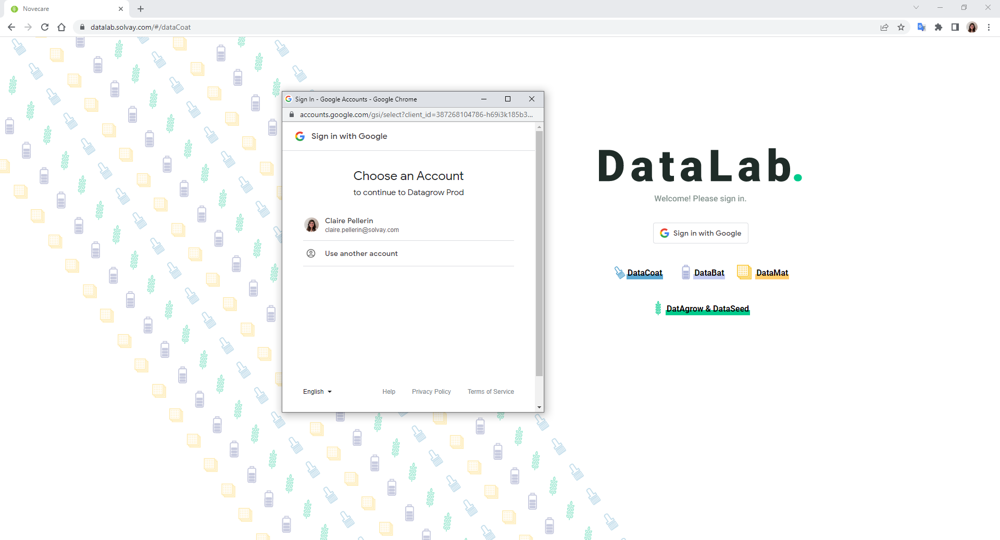 Novecare
datalab.solvay.com/#/dataCoat
Sign In - Google Accounts - Google Chrome
accounts.google.com/gsi/select?client_id=387268104786-h69i3k185b3...
Sign in with Google
Choose an Account
to continue to Datagrow Prod
Claire Pellerin
claire.pellerin@solvay.com
Use another account
English
Help
Privacy Policy
Terms of Service
DataLab.
Welcome! Please sign in.
Sign in with Google
DataCoat
DataBat
DataMat
DatAgrow & DataSeed